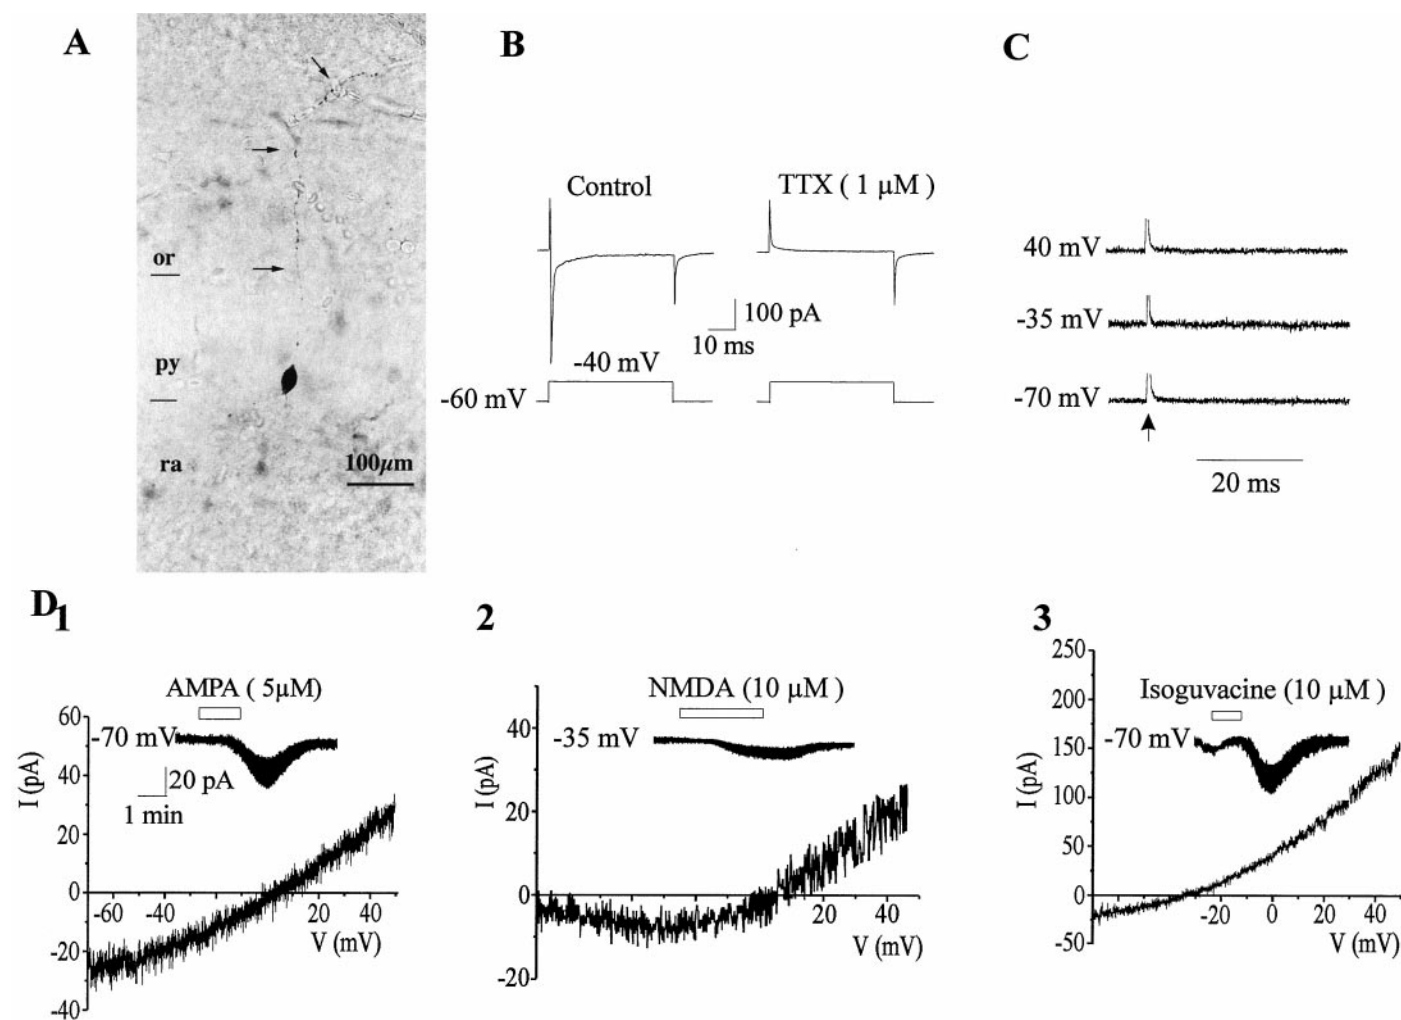 A
or
py
ra
100µm
B
Control
TTX ( 1 µM )
100 pA
10 ms
-40 mV
-60 mV
C
40 mV
-35 mV
-70 mV
20 ms
D1
AMPA ( 5µM)
-70 mV
20 pA
1 min
I (pA)
60
40
20
0
-20
-40
-60
-40
20
40
V (mV)
2
NMDA (10 µM )
-35 mV
I (pA)
40
20
0
-20
20
40
V (mV)
3
Isoguvacine (10 µM )
-70 mV
I (pA)
250
200
150
100
50
0
-50
-20
0
20
40
V (mV)